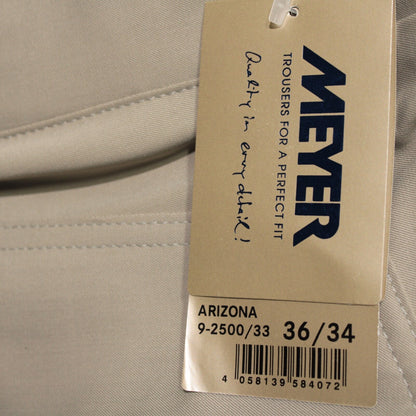 MEYER
TROUSERS FOR A PERFECT FIT
Quality in every detail!
ARIZONA
9-2500/33 36/34
4 058139 584072